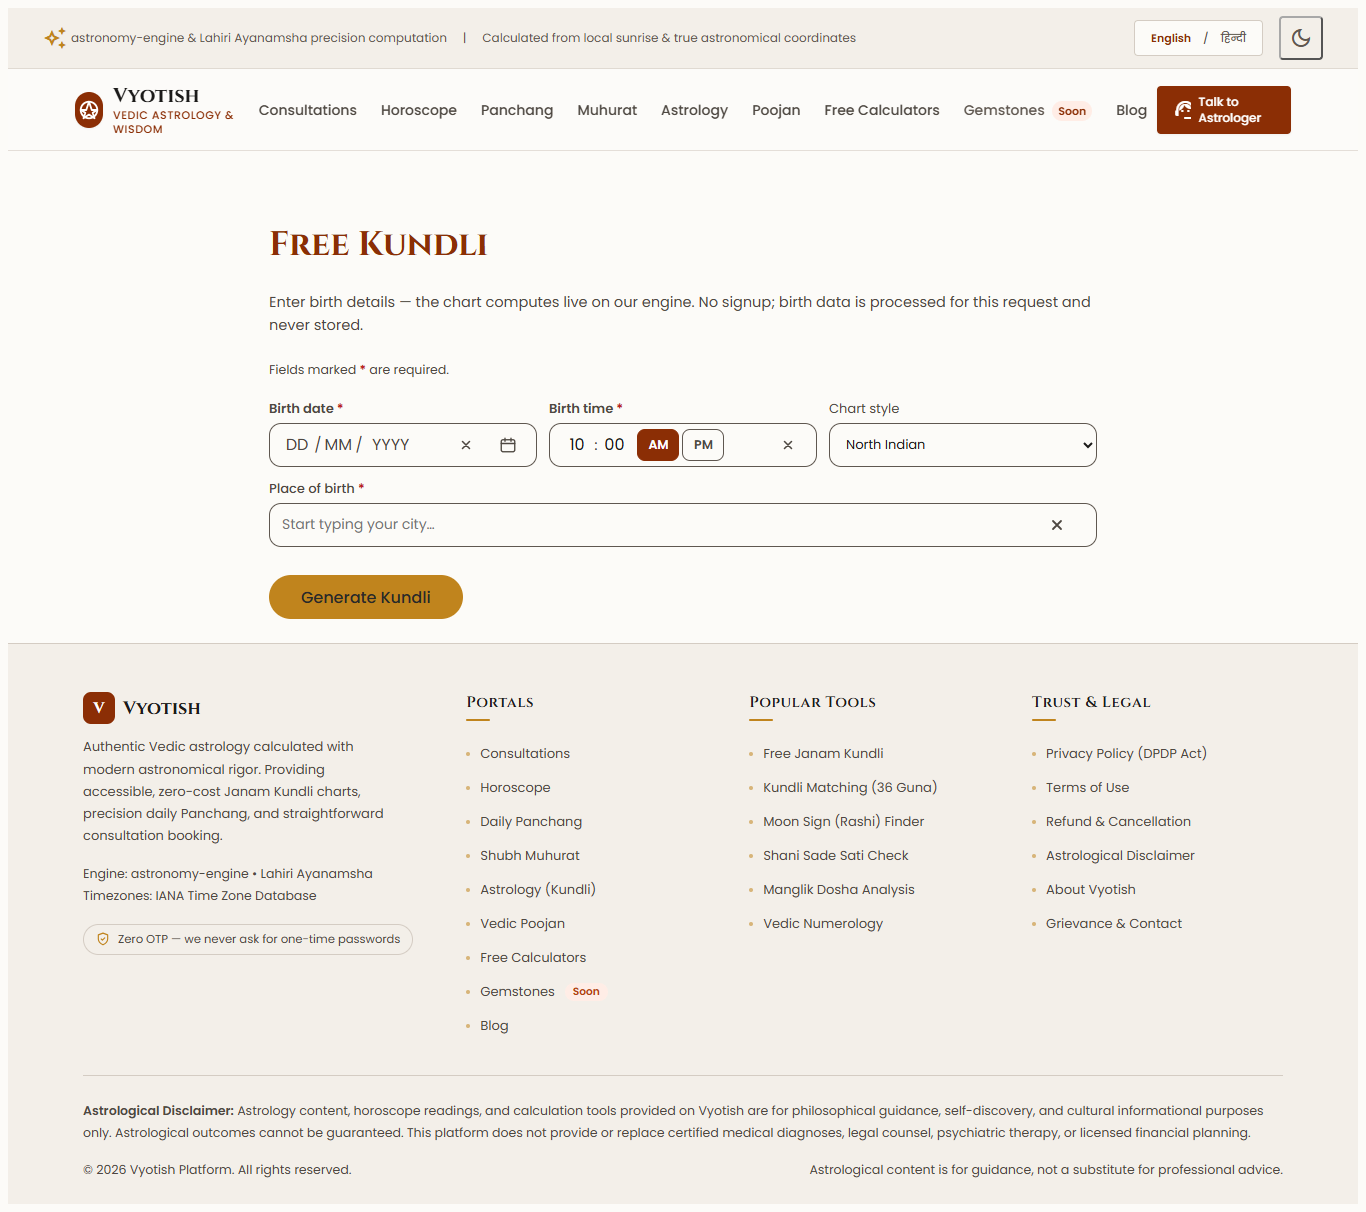 astronomy-engine & Lahiri Ayanamsha precision computation | Calculated from local sunrise & true astronomical coordinates
English / हिन्दी
Vyotish
VEDIC ASTROLOGY & WISDOM
Consultations Horoscope Panchang Muhurat Astrology Poojan Free Calculators Gemstones Soon Blog
Talk to Astrologer
Free Kundli
Enter birth details — the chart computes live on our engine. No signup; birth data is processed for this request and
never stored.
Fields marked * are required.
Birth date * Birth time * Chart style
DD / MM / YYYY 10 : 00 AM PM North Indian
Place of birth *
Start typing your city…
Generate Kundli
V Vyotish
Authentic Vedic astrology calculated with
modern astronomical rigor. Providing
accessible, zero-cost Janam Kundli charts,
precision daily Panchang, and straightforward
consultation booking.
Engine: astronomy-engine • Lahiri Ayanamsha
Timezones: IANA Time Zone Database
Zero OTP — we never ask for one-time passwords
Portals
Consultations
Horoscope
Daily Panchang
Shubh Muhurat
Astrology (Kundli)
Vedic Poojan
Free Calculators
Gemstones Soon
Blog
Popular Tools
Free Janam Kundli
Kundli Matching (36 Guna)
Moon Sign (Rashi) Finder
Shani Sade Sati Check
Manglik Dosha Analysis
Vedic Numerology
Trust & Legal
Privacy Policy (DPDP Act)
Terms of Use
Refund & Cancellation
Astrological Disclaimer
About Vyotish
Grievance & Contact
Astrological Disclaimer: Astrology content, horoscope readings, and calculation tools provided on Vyotish are for philosophical guidance, self-discovery, and cultural informational purposes
only. Astrological outcomes cannot be guaranteed. This platform does not provide or replace certified medical diagnoses, legal counsel, psychiatric therapy, or licensed financial planning.
© 2026 Vyotish Platform. All rights reserved.
Astrological content is for guidance, not a substitute for professional advice.